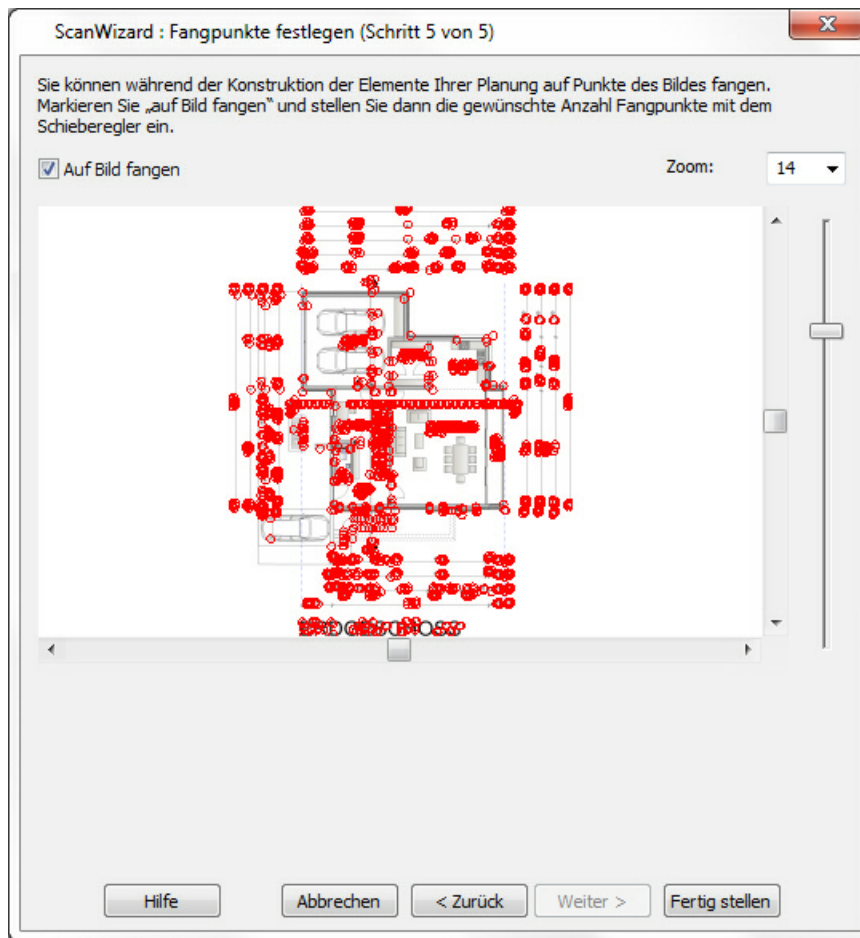 ScanWizard : Fangpunkte festlegen (Schritt 5 von 5)
Sie können während der Konstruktion der Elemente Ihrer Planung auf Punkte des Bildes fangen.
Markieren Sie „auf Bild fangen“ und stellen Sie dann die gewünschte Anzahl Fangpunkte mit dem
Schieberegler ein.
Auf Bild fangen
Zoom:
14
ERDGESCHOSS
Hilfe
Abbrechen
< Zurück
Weiter >
Fertig stellen